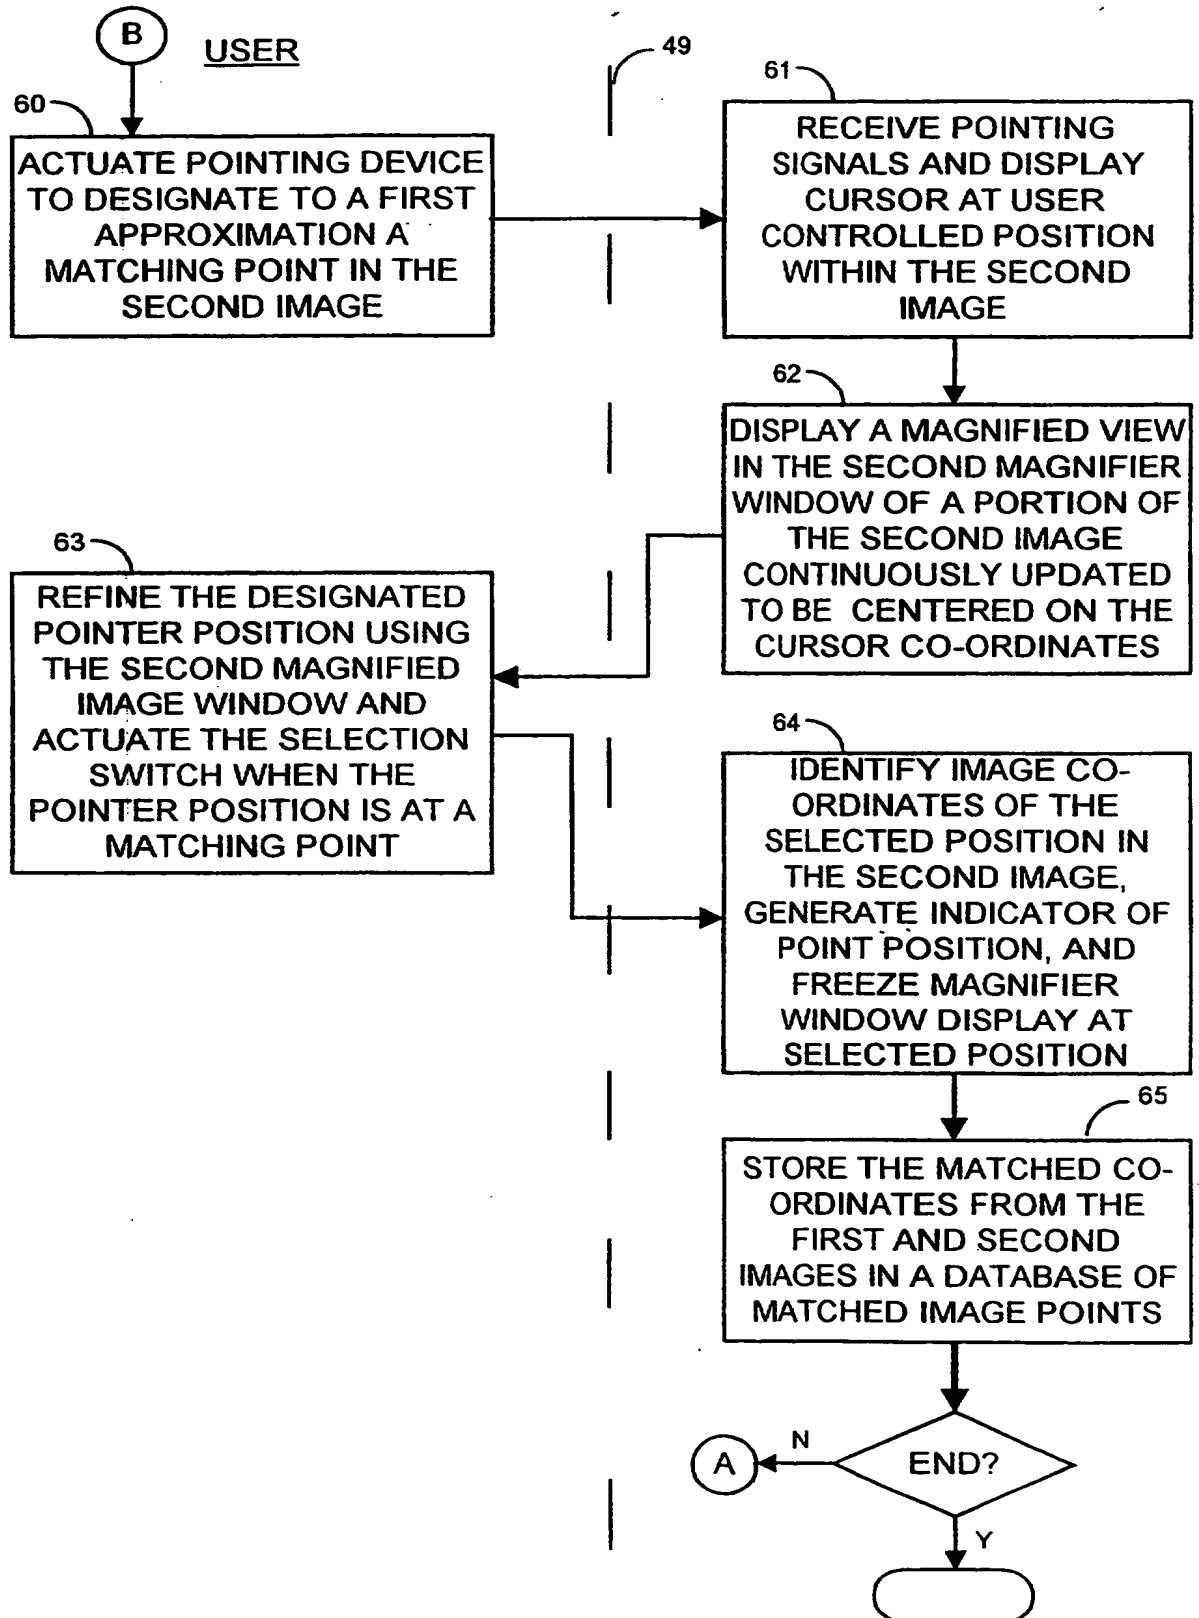 B
USER
49
60
ACTUATE POINTING DEVICE
TO DESIGNATE TO A FIRST
APPROXIMATION A
MATCHING POINT IN THE
SECOND IMAGE
61
RECEIVE POINTING
SIGNALS AND DISPLAY
CURSOR AT USER
CONTROLLED POSITION
WITHIN THE SECOND
IMAGE
62
DISPLAY A MAGNIFIED VIEW
IN THE SECOND MAGNIFIER
WINDOW OF A PORTION OF
THE SECOND IMAGE
CONTINUOUSLY UPDATED
TO BE CENTERED ON THE
CURSOR CO-ORDINATES
63
REFINE THE DESIGNATED
POINTER POSITION USING
THE SECOND MAGNIFIED
IMAGE WINDOW AND
ACTUATE THE SELECTION
SWITCH WHEN THE
POINTER POSITION IS AT A
MATCHING POINT
64
IDENTIFY IMAGE CO-
ORDINATES OF THE
SELECTED POSITION IN
THE SECOND IMAGE,
GENERATE INDICATOR OF
POINT POSITION, AND
FREEZE MAGNIFIER
WINDOW DISPLAY AT
SELECTED POSITION
65
STORE THE MATCHED CO-
ORDINATES FROM THE
FIRST AND SECOND
IMAGES IN A DATABASE OF
MATCHED IMAGE POINTS
A
N
END?
Y